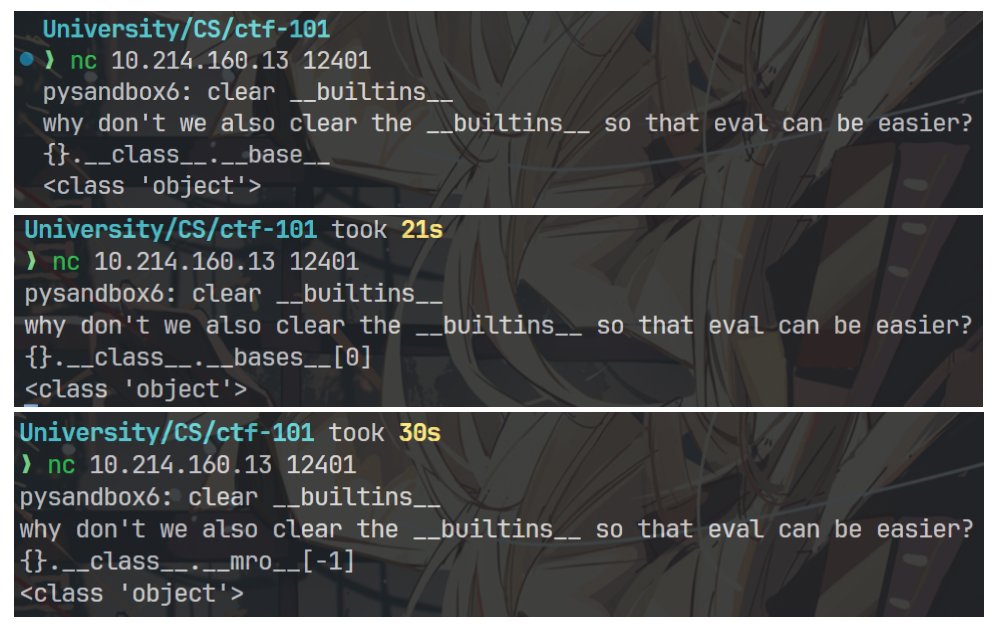 University/CS/ctf-101
❯ nc 10.214.160.13 12401
pysandbox6: clear __builtins__
why don't we also clear the __builtins__ so that eval can be easier?
{}.__class__.__base__
<class 'object'>
University/CS/ctf-101 took 21s
❯ nc 10.214.160.13 12401
pysandbox6: clear __builtins__
why don't we also clear the __builtins__ so that eval can be easier?
{}.__class__.__bases__[0]
<class 'object'>
University/CS/ctf-101 took 30s
❯ nc 10.214.160.13 12401
pysandbox6: clear __builtins__
why don't we also clear the __builtins__ so that eval can be easier?
{}.__class__.__mro__[-1]
<class 'object'>